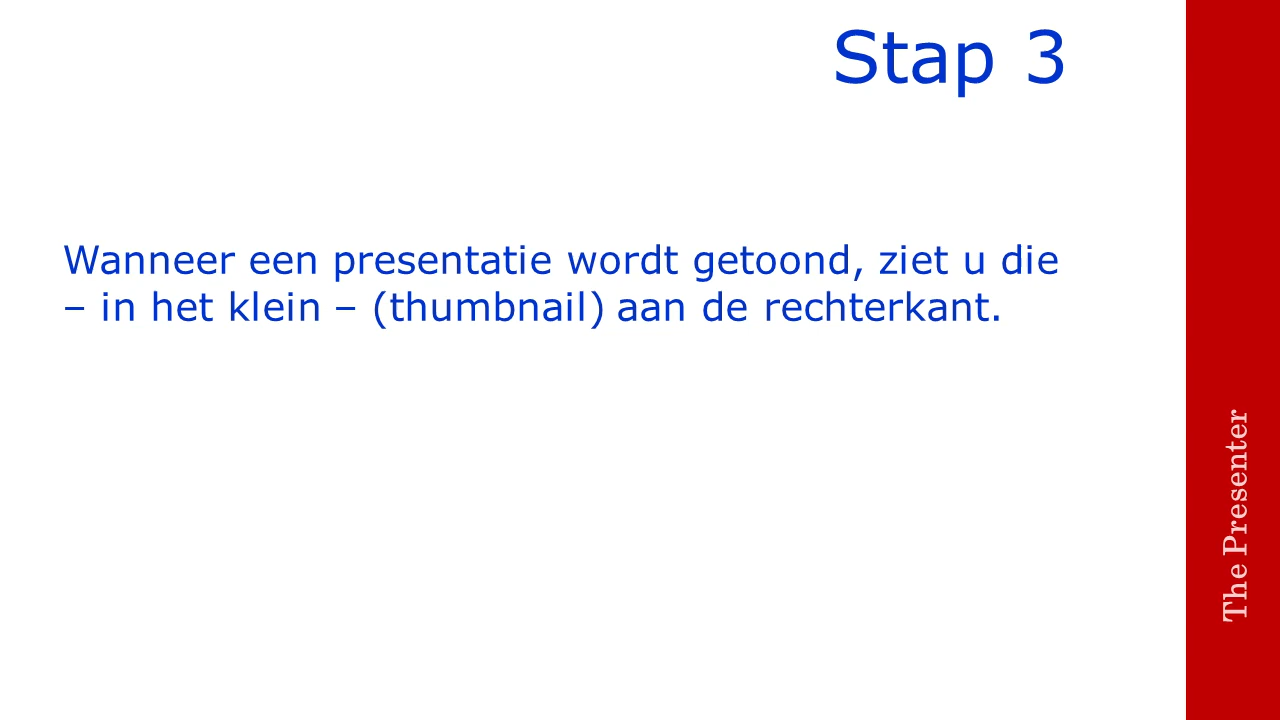 Stap 3
Wanneer een presentatie wordt getoond, ziet u die
– in het klein – (thumbnail) aan de rechterkant.
The Presenter